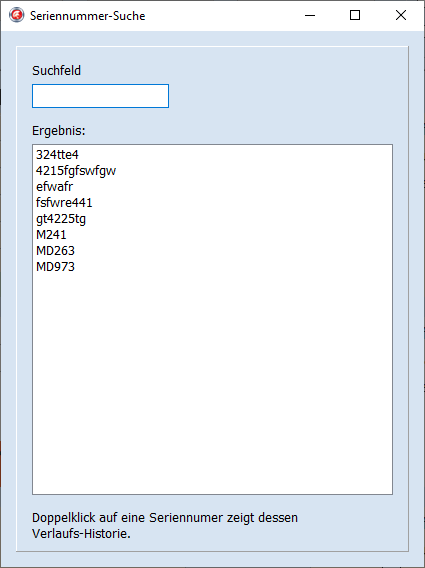 Seriennummer-Suche
Suchfeld
Ergebnis:
324tte4
4215fgfswfgw
efwafr
fsfwre441
gt4225tg
M241
MD263
MD973
Doppelklick auf eine Seriennumer zeigt dessen
Verlaufs-Historie.